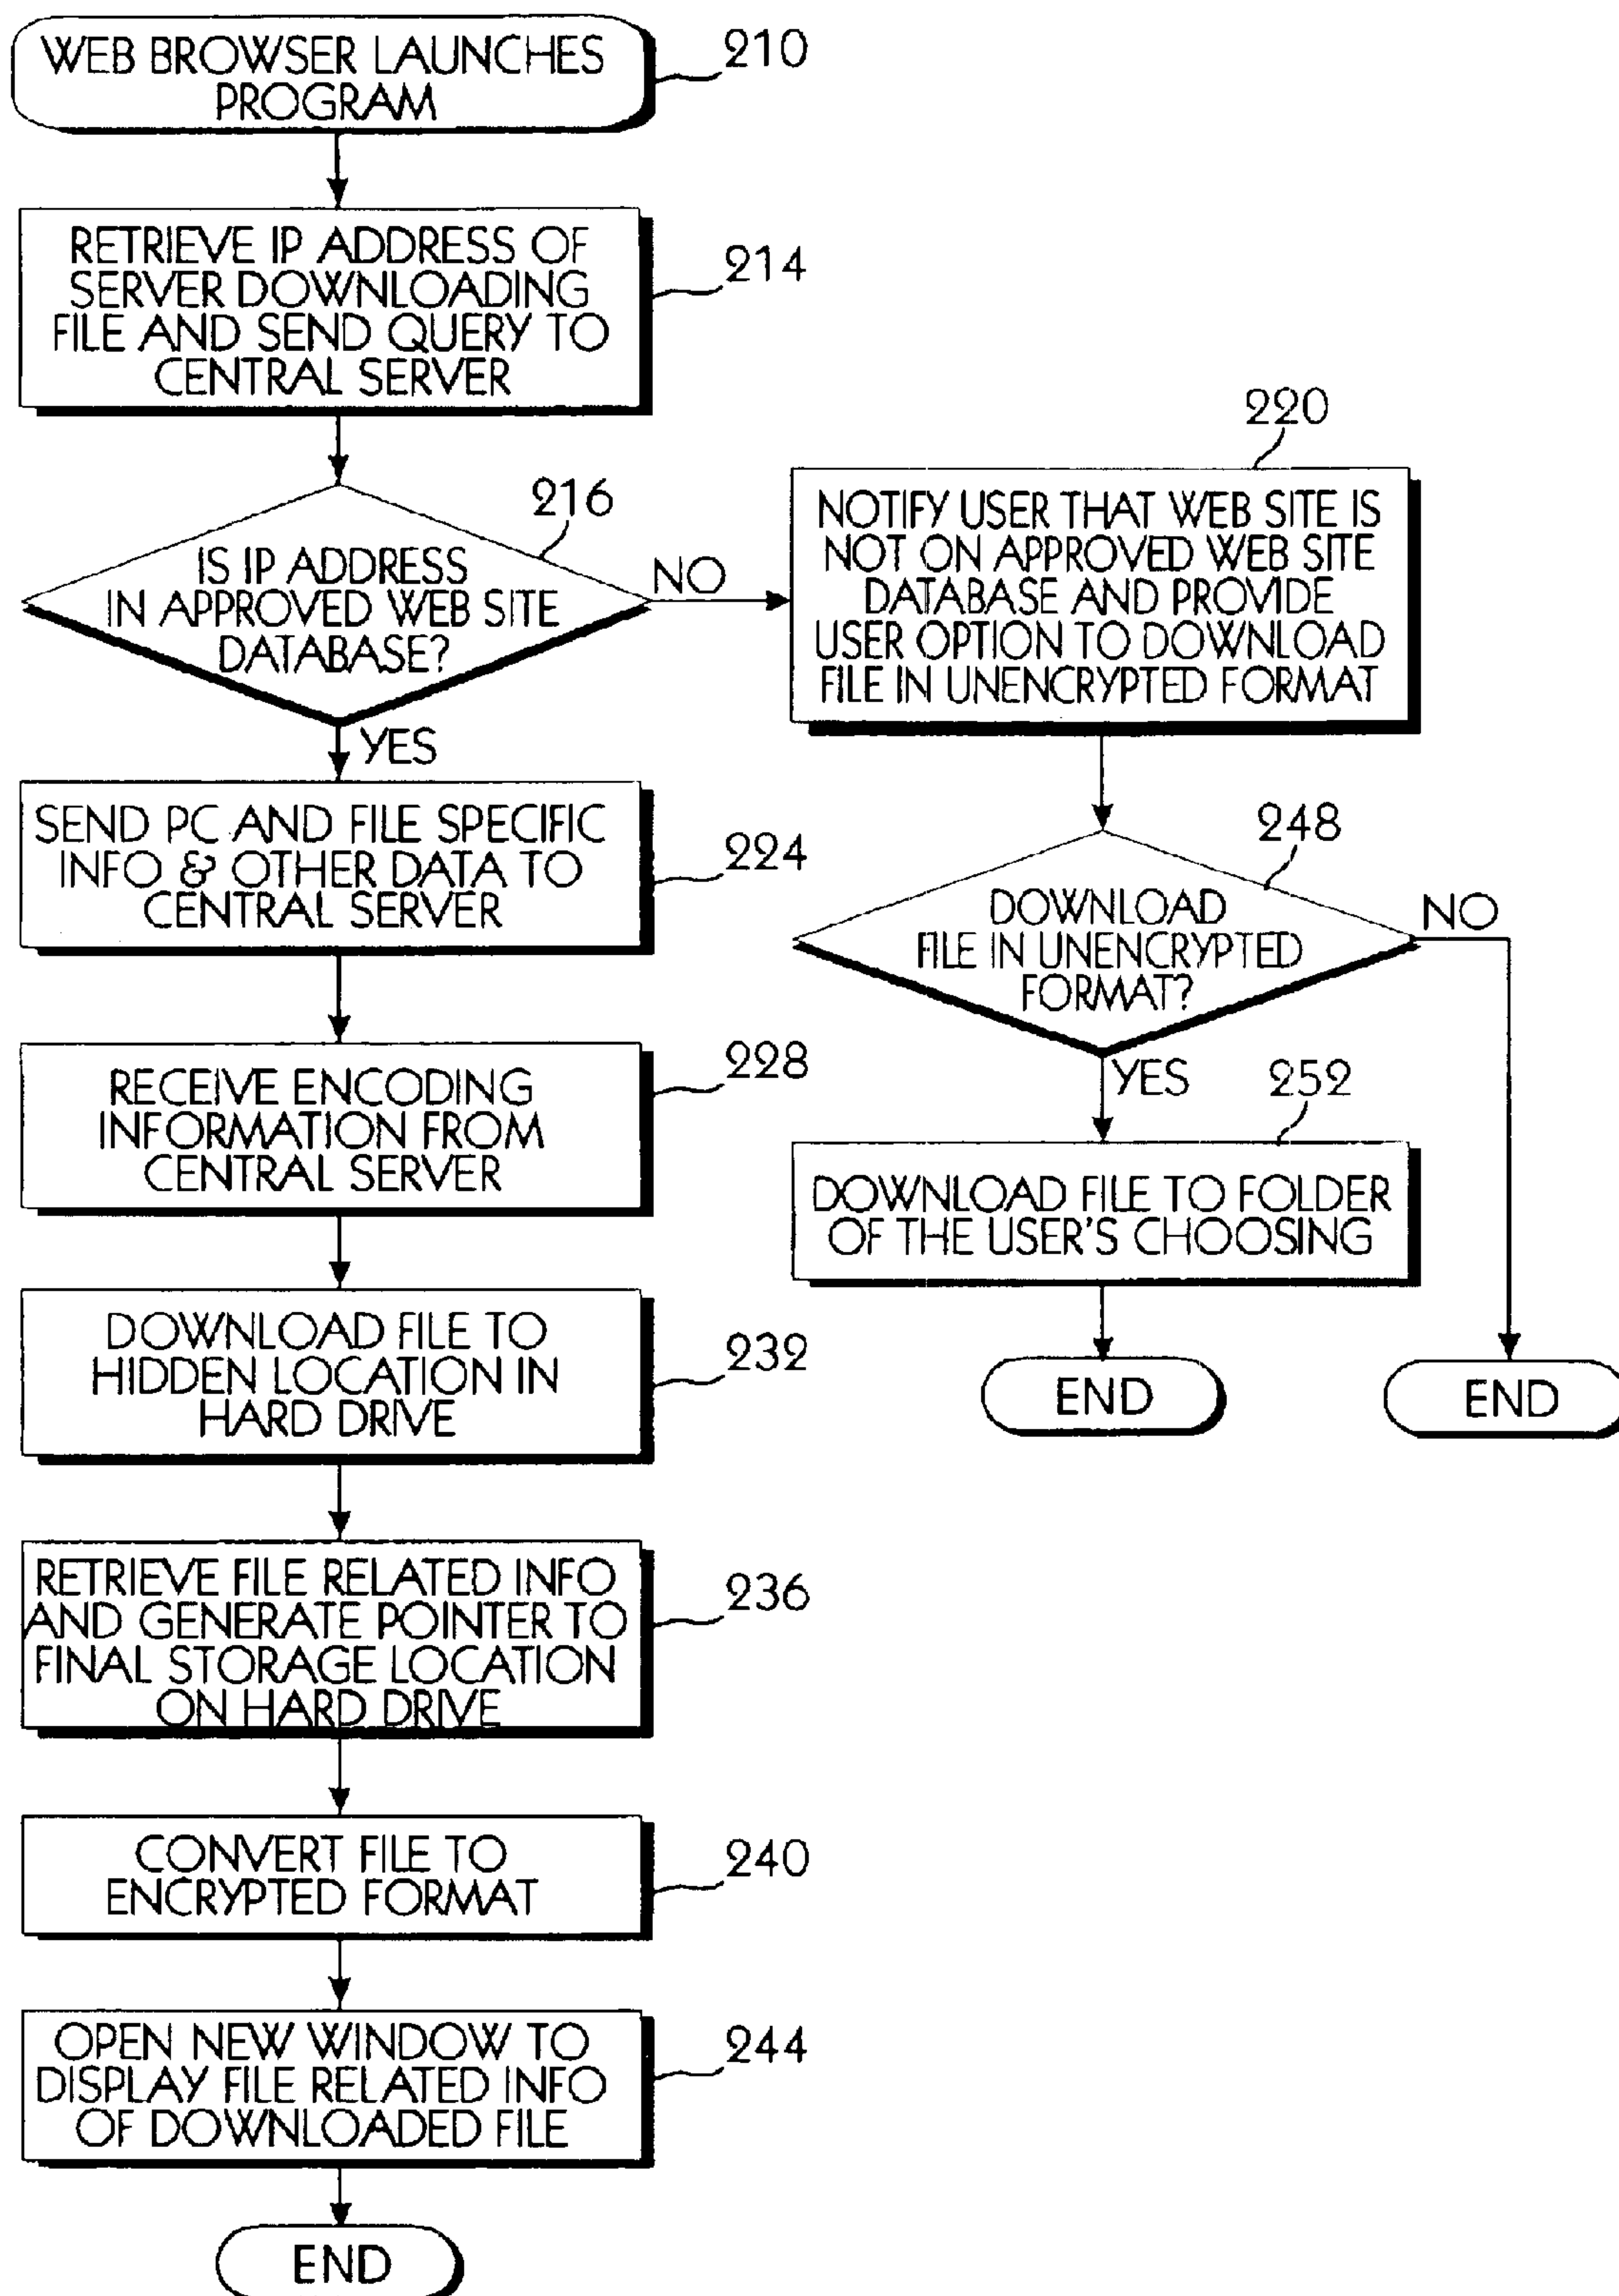 WEB BROWSER LAUNCHES
PROGRAM
210
RETRIEVE IP ADDRESS OF
SERVER DOWNLOADING
FILE AND SEND QUERY TO
CENTRAL SERVER
214
216
IS IP ADDRESS
IN APPROVED WEB SITE
DATABASE?
NO
YES
220
NOTIFY USER THAT WEB SITE IS
NOT ON APPROVED WEB SITE
DATABASE AND PROVIDE
USER OPTION TO DOWNLOAD
FILE IN UNENCRYPTED FORMAT
SEND PC AND FILE SPECIFIC
INFO & OTHER DATA TO
CENTRAL SERVER
224
248
DOWNLOAD
FILE IN UNENCRYPTED
FORMAT?
NO
YES
RECEIVE ENCODING
INFORMATION FROM
CENTRAL SERVER
228
252
DOWNLOAD FILE TO FOLDER
OF THE USER'S CHOOSING
END
END
DOWNLOAD FILE TO
HIDDEN LOCATION IN
HARD DRIVE
232
RETRIEVE FILE RELATED INFO
AND GENERATE POINTER TO
FINAL STORAGE LOCATION
ON HARD DRIVE
236
CONVERT FILE TO
ENCRYPTED FORMAT
240
OPEN NEW WINDOW TO
DISPLAY FILE RELATED INFO
OF DOWNLOADED FILE
244
END